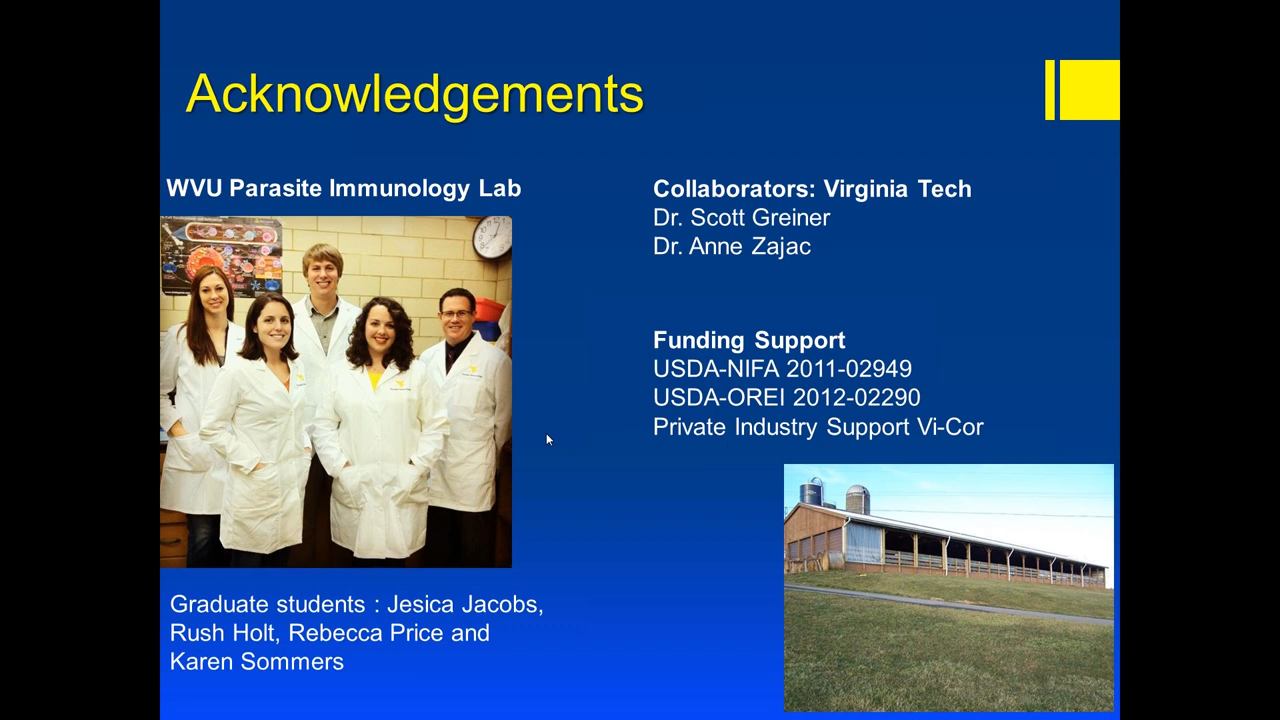 Acknowledgements
WVU Parasite Immunology Lab
Graduate students : Jesica Jacobs,
Rush Holt, Rebecca Price and
Karen Sommers
Collaborators: Virginia Tech
Dr. Scott Greiner
Dr. Anne Zajac
Funding Support
USDA-NIFA 2011-02949
USDA-OREI 2012-02290
Private Industry Support Vi-Cor